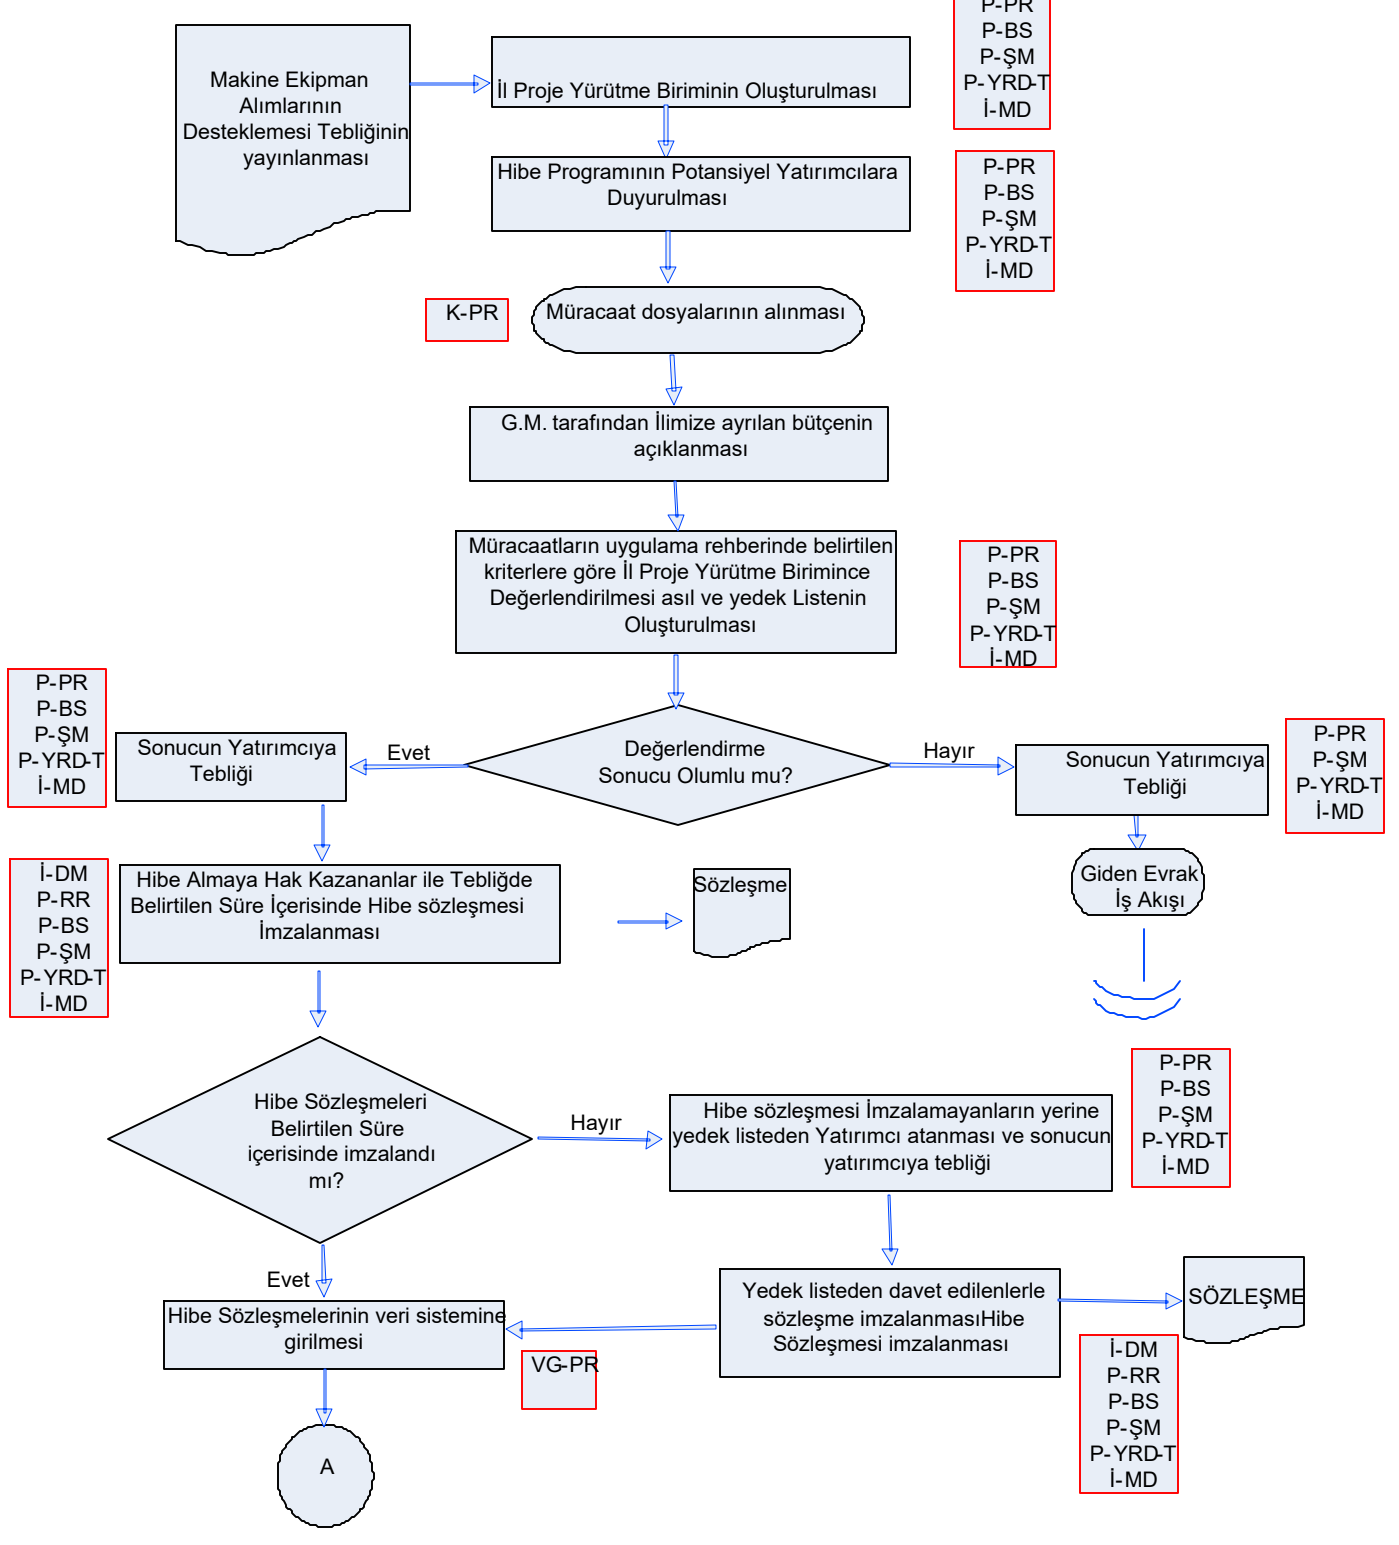 P-PR
P-BS
P-ŞM
P-YRD-T
İ-MD
Makine Ekipman
Alımlarının
Desteklemesi Tebliğinin
yayınlanması
İl Proje Yürütme Biriminin Oluşturulması
Hibe Programının Potansiyel Yatırımcılara
Duyurulması
P-PR
P-BS
P-ŞM
P-YRD-T
İ-MD
K-PR
Müracaat dosyalarının alınması
G.M. tarafından İlimize ayrılan bütçenin
açıklanması
Müracaatların uygulama rehberinde belirtilen
kriterlere göre İl Proje Yürütme Birimince
Değerlendirilmesi asıl ve yedek Listenin
Oluşturulması
P-PR
P-BS
P-ŞM
P-YRD-T
İ-MD
P-PR
P-BS
P-ŞM
P-YRD-T
İ-MD
Sonucun Yatırımcıya
Tebliği
Evet
Değerlendirme
Sonucu Olumlu mu?
Hayır
Sonucun Yatırımcıya
Tebliği
P-PR
P-ŞM
P-YRD-T
İ-MD
İ-DM
P-RR
P-BS
P-ŞM
P-YRD-T
İ-MD
Hibe Almaya Hak Kazananlar ile Tebliğde
Belirtilen Süre İçerisinde Hibe sözleşmesi
İmzalanması
Sözleşme
Giden Evrak
İş Akışı
Hibe Sözleşmeleri
Belirtilen Süre
içerisinde imzalandı
mı?
Hayır
Hibe sözleşmesi İmzalamayanların yerine
yedek listeden Yatırımcı atanması ve sonucun
yatırımcıya tebliği
P-PR
P-BS
P-ŞM
P-YRD-T
İ-MD
Evet
Hibe Sözleşmelerinin veri sistemine
girilmesi
VG-PR
Yedek listeden davet edilenlerle
sözleşme imzalanmasıHibe
Sözleşmesi imzalanması
SÖZLEŞME
İ-DM
P-RR
P-BS
P-ŞM
P-YRD-T
İ-MD
A